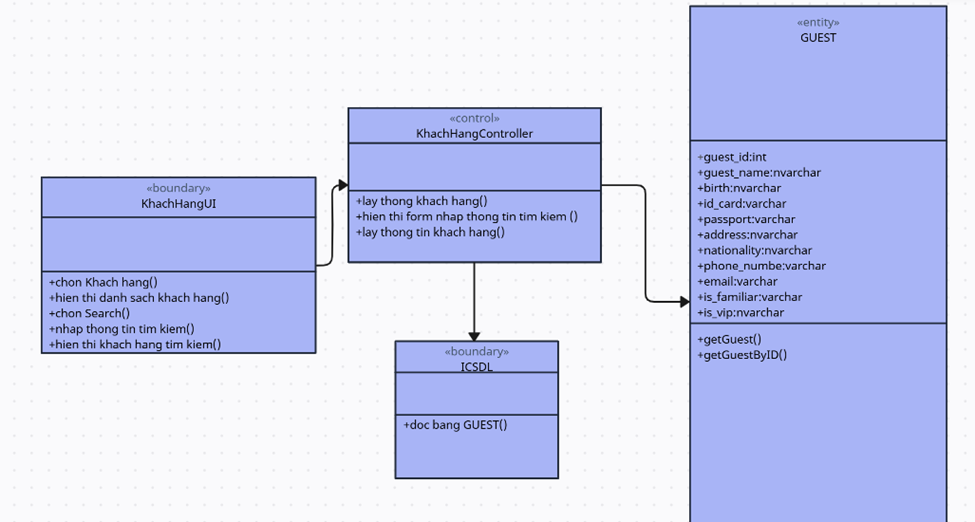 «boundary»
KhachHangUI
+chon Khach hang()
+hien thi danh sach khach hang()
+chon Search()
+nhap thong tin tim kiem()
+hien thi khach hang tim kiem()
«control»
KhachHangController
+lay thong khach hang()
+hien thi form nhap thong tin tim kiem ()
+lay thong tin khach hang()
«boundary»
ICSDL
+doc bang GUEST()
«entity»
GUEST
+guest_id:int
+guest_name:nvarchar
+birth:nvarchar
+id_card:varchar
+passport:varchar
+address:nvarchar
+nationality:nvarchar
+phone_numbe:varchar
+email:varchar
+is_familiar:varchar
+is_vip:nvarchar
+getGuest()
+getGuestByID()